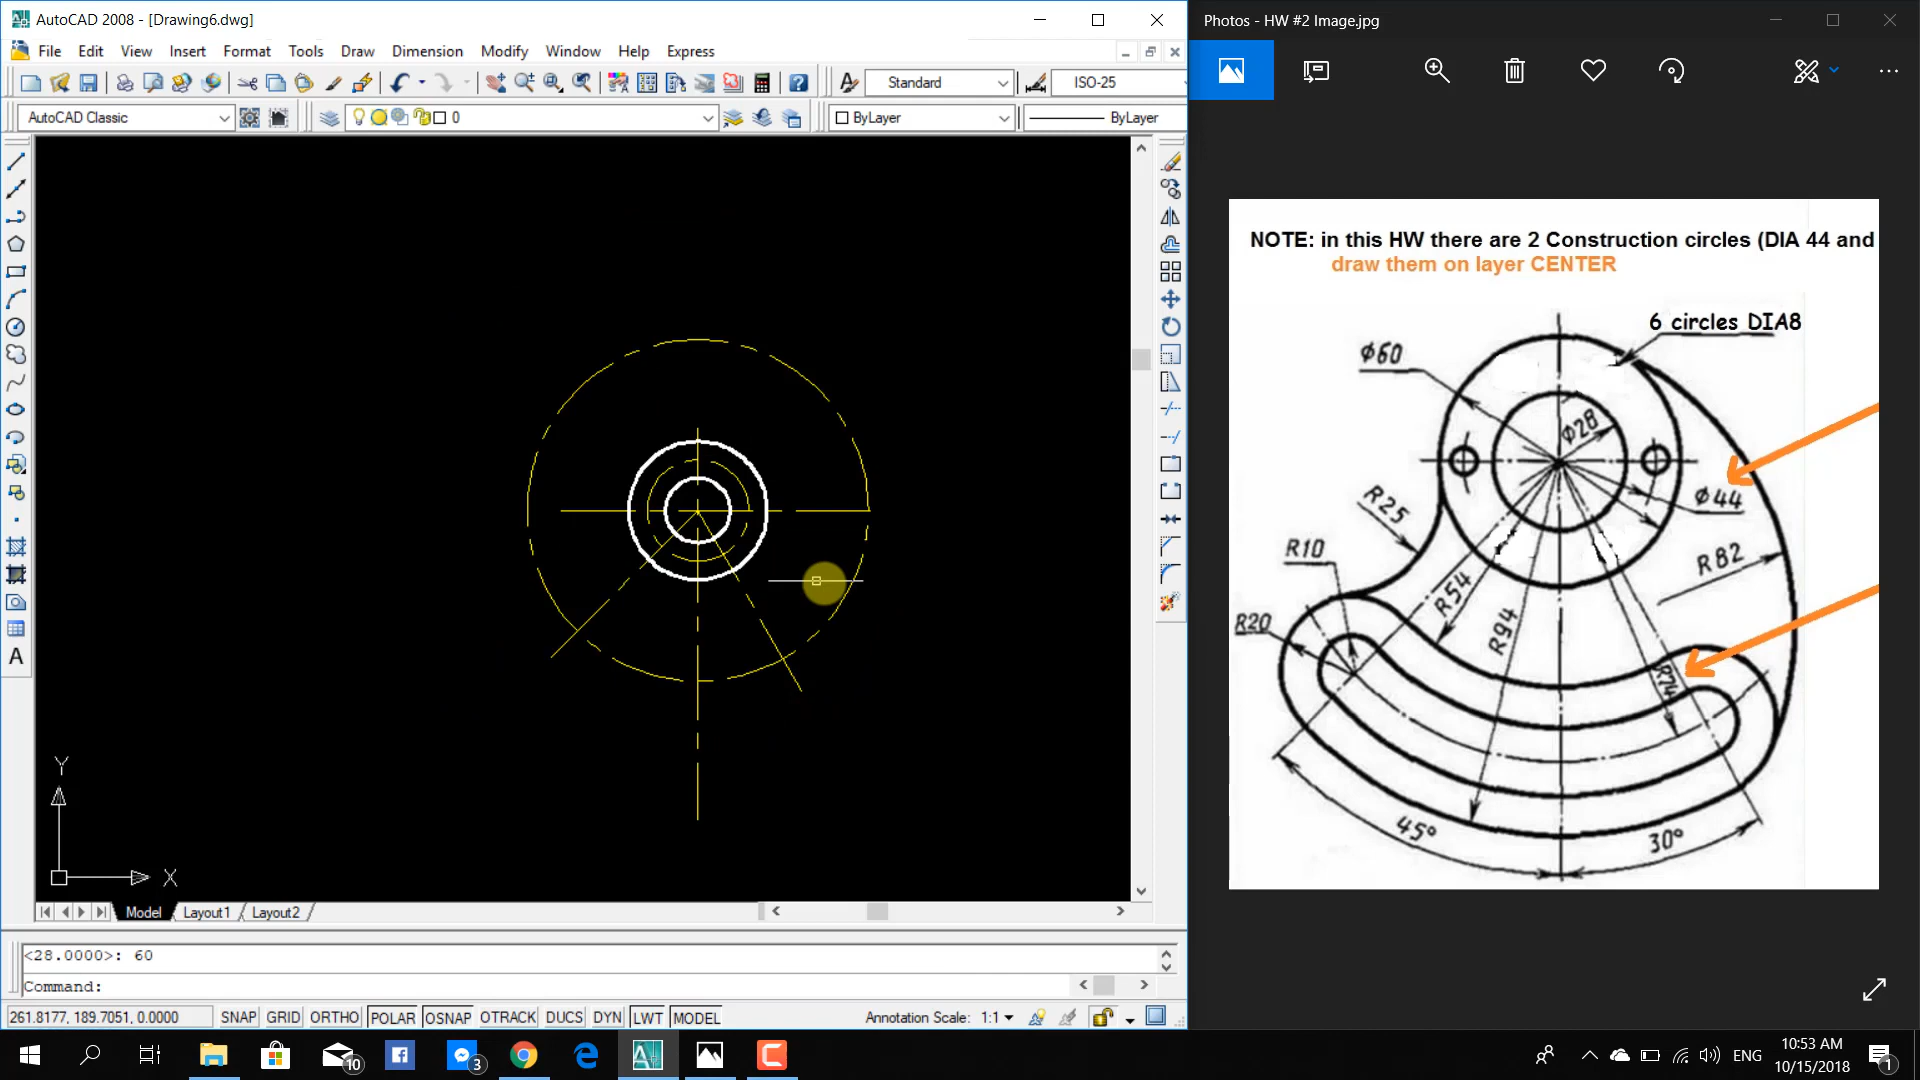 AutoCAD 2008 - [Drawing6.dwg]
File Edit View Insert Format Tools Draw Dimension Modify Window Help Express
Standard
ISO-25
AutoCAD Classic
0
ByLayer
ByLayer
A
Y
X
Model Layout1 Layout2
<28.0000>: 60
Command:
261.8177, 189.7051, 0.0000
SNAP GRID ORTHO POLAR OSNAP OTRACK DUCS DYN LWT MODEL
Annotation Scale: 1:1
Photos - HW #2 Image.jpg
NOTE: in this HW there are 2 Construction circles (DIA 44 and
draw them on layer CENTER
6 circles DIA8
Φ60
Φ28
Φ44
R25
R10
R82
R54
R20
R94
R74
45°
30°
10
3
ENG
10:53 AM
10/15/2018
1